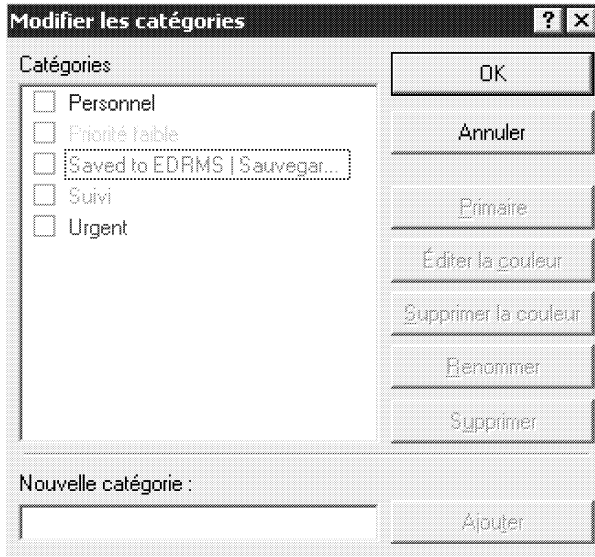 Modifier les catégories
Catégories
OK
Personnel
Annuler
Priorité faible
Saved to EDRMS | Sauvegar...
Suivi
Primaire
Urgent
Éditer la couleur
Supprimer la couleur
Renommer
Supprimer
Nouvelle catégorie :
Ajouter